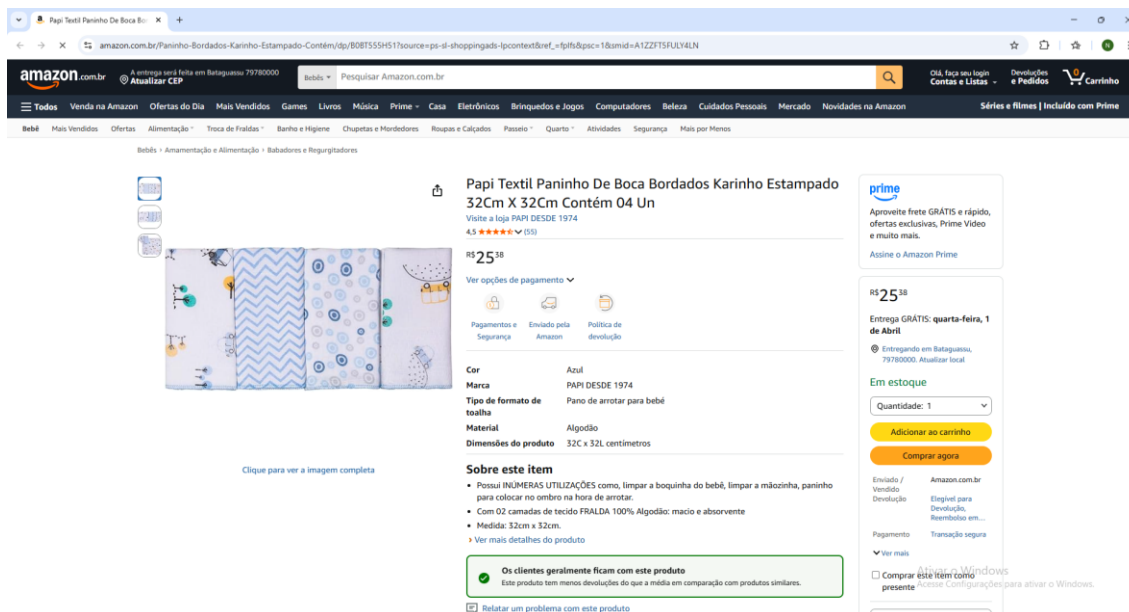 Papi Textil Paninho De Boca Bor
amazon.com.br/Paninho-Bordados-Karinho-Estampado-Contém/dp/B08T555H51?source=ps-sl-shoppingads-lpcontext&ref_=fplfs&psc=1&smid=A1ZZFT5FULY4LN
amazon.com.br
A entrega será feita em Bataguassu 79780000
Atualizar CEP
Bebês
Pesquisar Amazon.com.br
Olá, faça seu login
Contas e Listas
Devoluções
e Pedidos
0
Carrinho
Todos Venda na Amazon Ofertas do Dia Mais Vendidos Games Livros Música Prime Casa Eletrônicos Brinquedos e Jogos Computadores Beleza Cuidados Pessoais Mercado Novidades na Amazon Séries e filmes | Incluído com Prime
Bebê Mais Vendidos Ofertas Alimentação Troca de Fraldas Banho e Higiene Chupetas e Mordedores Roupas e Calçados Passeio Quarto Atividades Segurança Mais por Menos
Bebês › Amamentação e Alimentação › Babadores e Regurgitadores
Papi Textil Paninho De Boca Bordados Karinho Estampado
32Cm X 32Cm Contém 04 Un
Visite a loja PAPI DESDE 1974
4,5 (55)
R$25 38
Ver opções de pagamento
Pagamentos e
Segurança
Enviado pela
Amazon
Política de
devolução
Cor Azul
Marca PAPI DESDE 1974
Tipo de formato de
toalha
Pano de arrotar para bebé
Material Algodão
Dimensões do produto 32C x 32L centímetros
Sobre este item
• Possui INÚMERAS UTILIZAÇÕES como, limpar a boquinha do bebê, limpar a mãozinha, paninho
para colocar no ombro na hora de arrotar.
• Com 02 camadas de tecido FRALDA 100% Algodão: macio e absorvente
• Medida: 32cm x 32cm.
› Ver mais detalhes do produto
Os clientes geralmente ficam com este produto
Este produto tem menos devoluções do que a média em comparação com produtos similares.
Relatar um problema com este produto
Clique para ver a imagem completa
prime
Aproveite frete GRÁTIS e rápido,
ofertas exclusivas, Prime Video
e muito mais.
Assine o Amazon Prime
R$25 38
Entrega GRÁTIS: quarta-feira, 1
de Abril
Entregando em Bataguassu,
79780000. Atualizar local
Em estoque
Quantidade: 1
Adicionar ao carrinho
Comprar agora
Enviado /
Vendido
Amazon.com.br
Devolução
Elegível para
Devolução,
Reembolso em...
Pagamento Transação segura
Ver mais
Comprar este item como
presente
Ativar o Windows
Acesse Configurações para ativar o Windows.
N